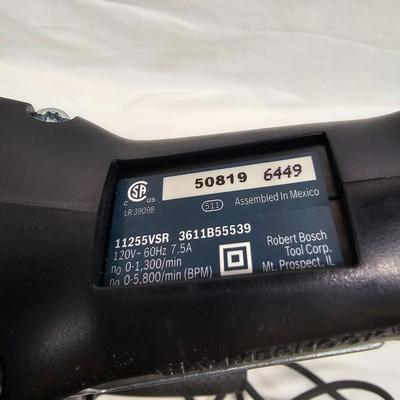 50819 6449
C SA US
LR 39098
511 Assembled in Mexico
11255VSR 3611B55539
120V~ 60Hz 7.5A
n0 0-1,300/min
n0 0-5,800/min (BPM)
Robert Bosch
Tool Corp.
Mt. Prospect, IL